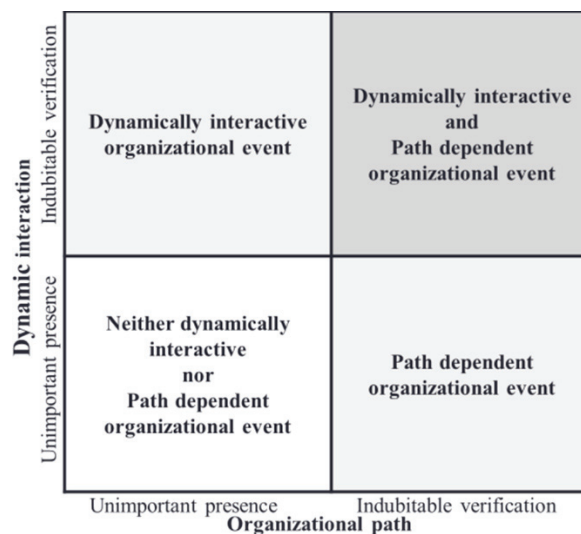 Dynamic interaction
Indubitable verification
Unimportant presence
Dynamically interactive
organizational event
Dynamically interactive
and
Path dependent
organizational event
Neither dynamically
interactive
nor
Path dependent
organizational event
Path dependent
organizational event
Unimportant presence
Indubitable verification
Organizational path